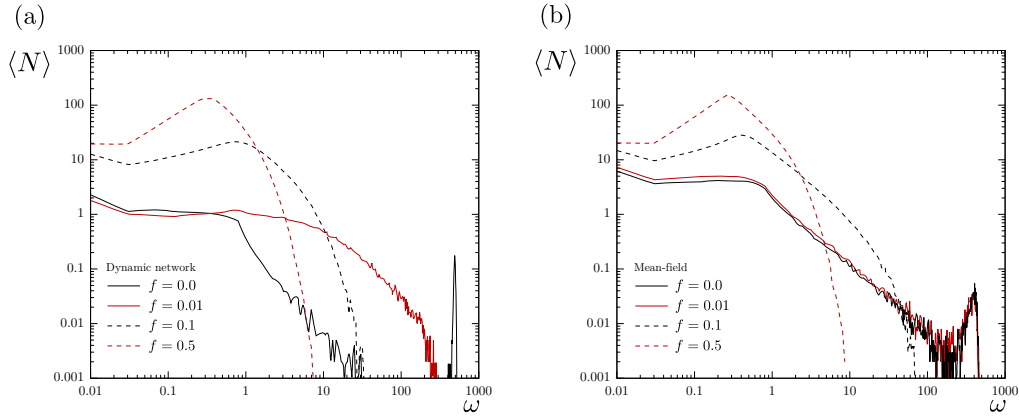 (a)
⟨N⟩
1000
100
10
1
0.1
0.01
0.001
Dynamic network
f = 0.0
f = 0.01
f = 0.1
f = 0.5
0.01 0.1 1 10 100 1000
ω
(b)
⟨N⟩
1000
100
10
1
0.1
0.01
0.001
Mean-field
f = 0.0
f = 0.01
f = 0.1
f = 0.5
0.01 0.1 1 10 100 1000
ω